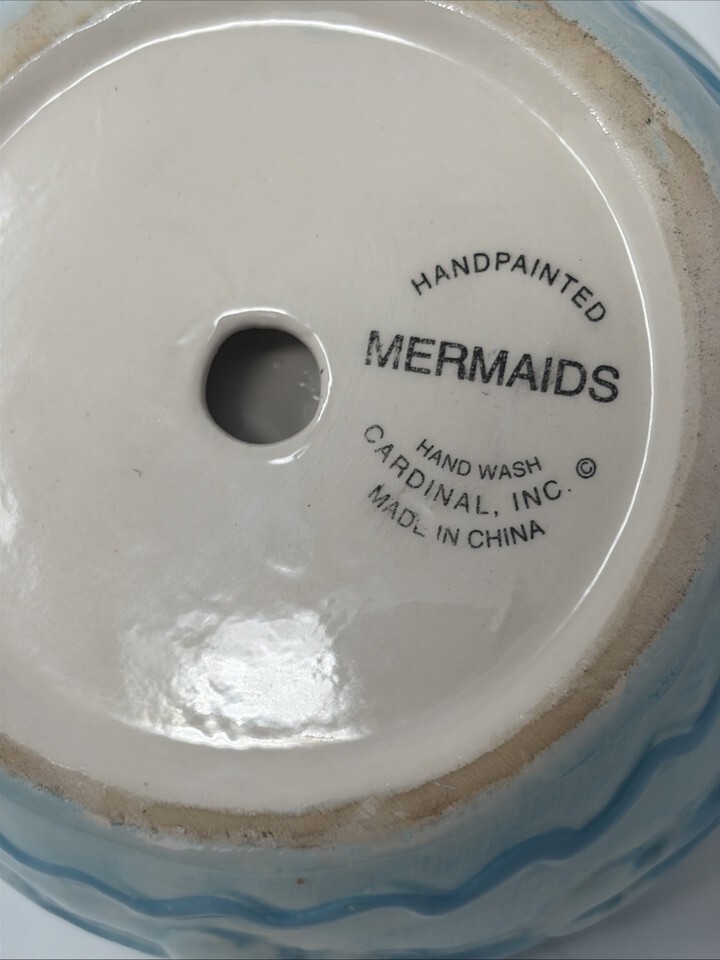 HANDPAINTED
MERMAIDS
HAND WASH
CARDINAL, INC. ©
MADE IN CHINA